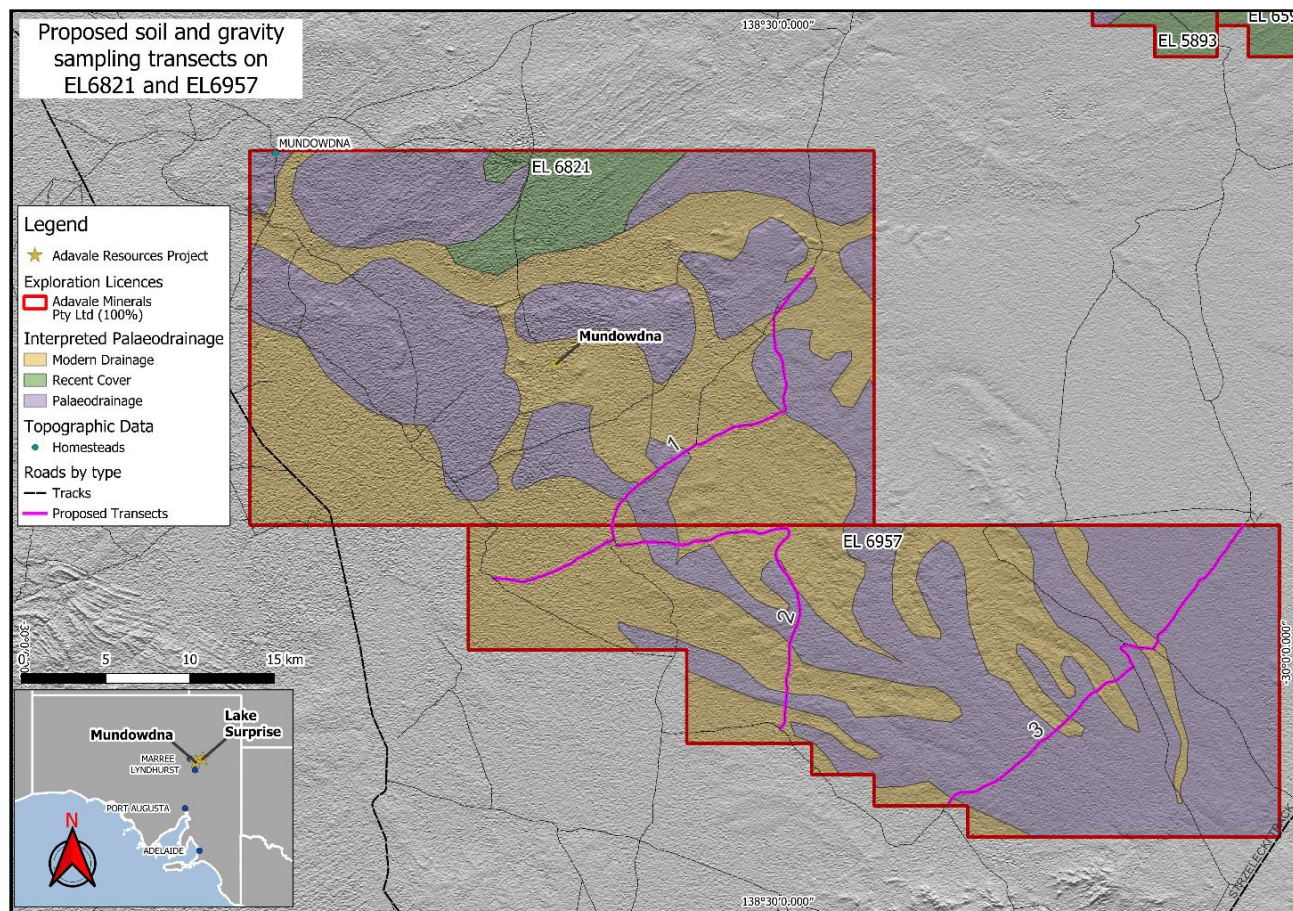 Proposed soil and gravity
sampling transects on
EL6821 and EL6957
138°30'0.000"
EL 5893
MUNDOWDNA
EL 6821
Legend
Adavale Resources Project
Exploration Licences
Adavale Minerals
Pty Ltd (100%)
Interpreted Palaeodrainage
Modern Drainage
Recent Cover
Palaeodrainage
Topographic Data
Homesteads
Roads by type
Tracks
Proposed Transects
Mundowdna
1
EL 6957
2
3
-30°0'0.000"
0 5 10 15 km
Mundowdna
Lake
Surprise
MARREE
LYNDHURST
PORT AUGUSTA
ADELAIDE
N
STRZELECKI TRACK
138°30'0.000"